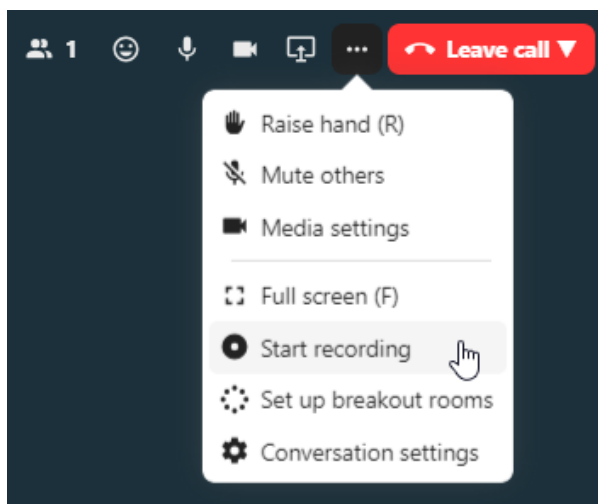 1
Leave call
Raise hand (R)
Mute others
Media settings
Full screen (F)
Start recording
Set up breakout rooms
Conversation settings